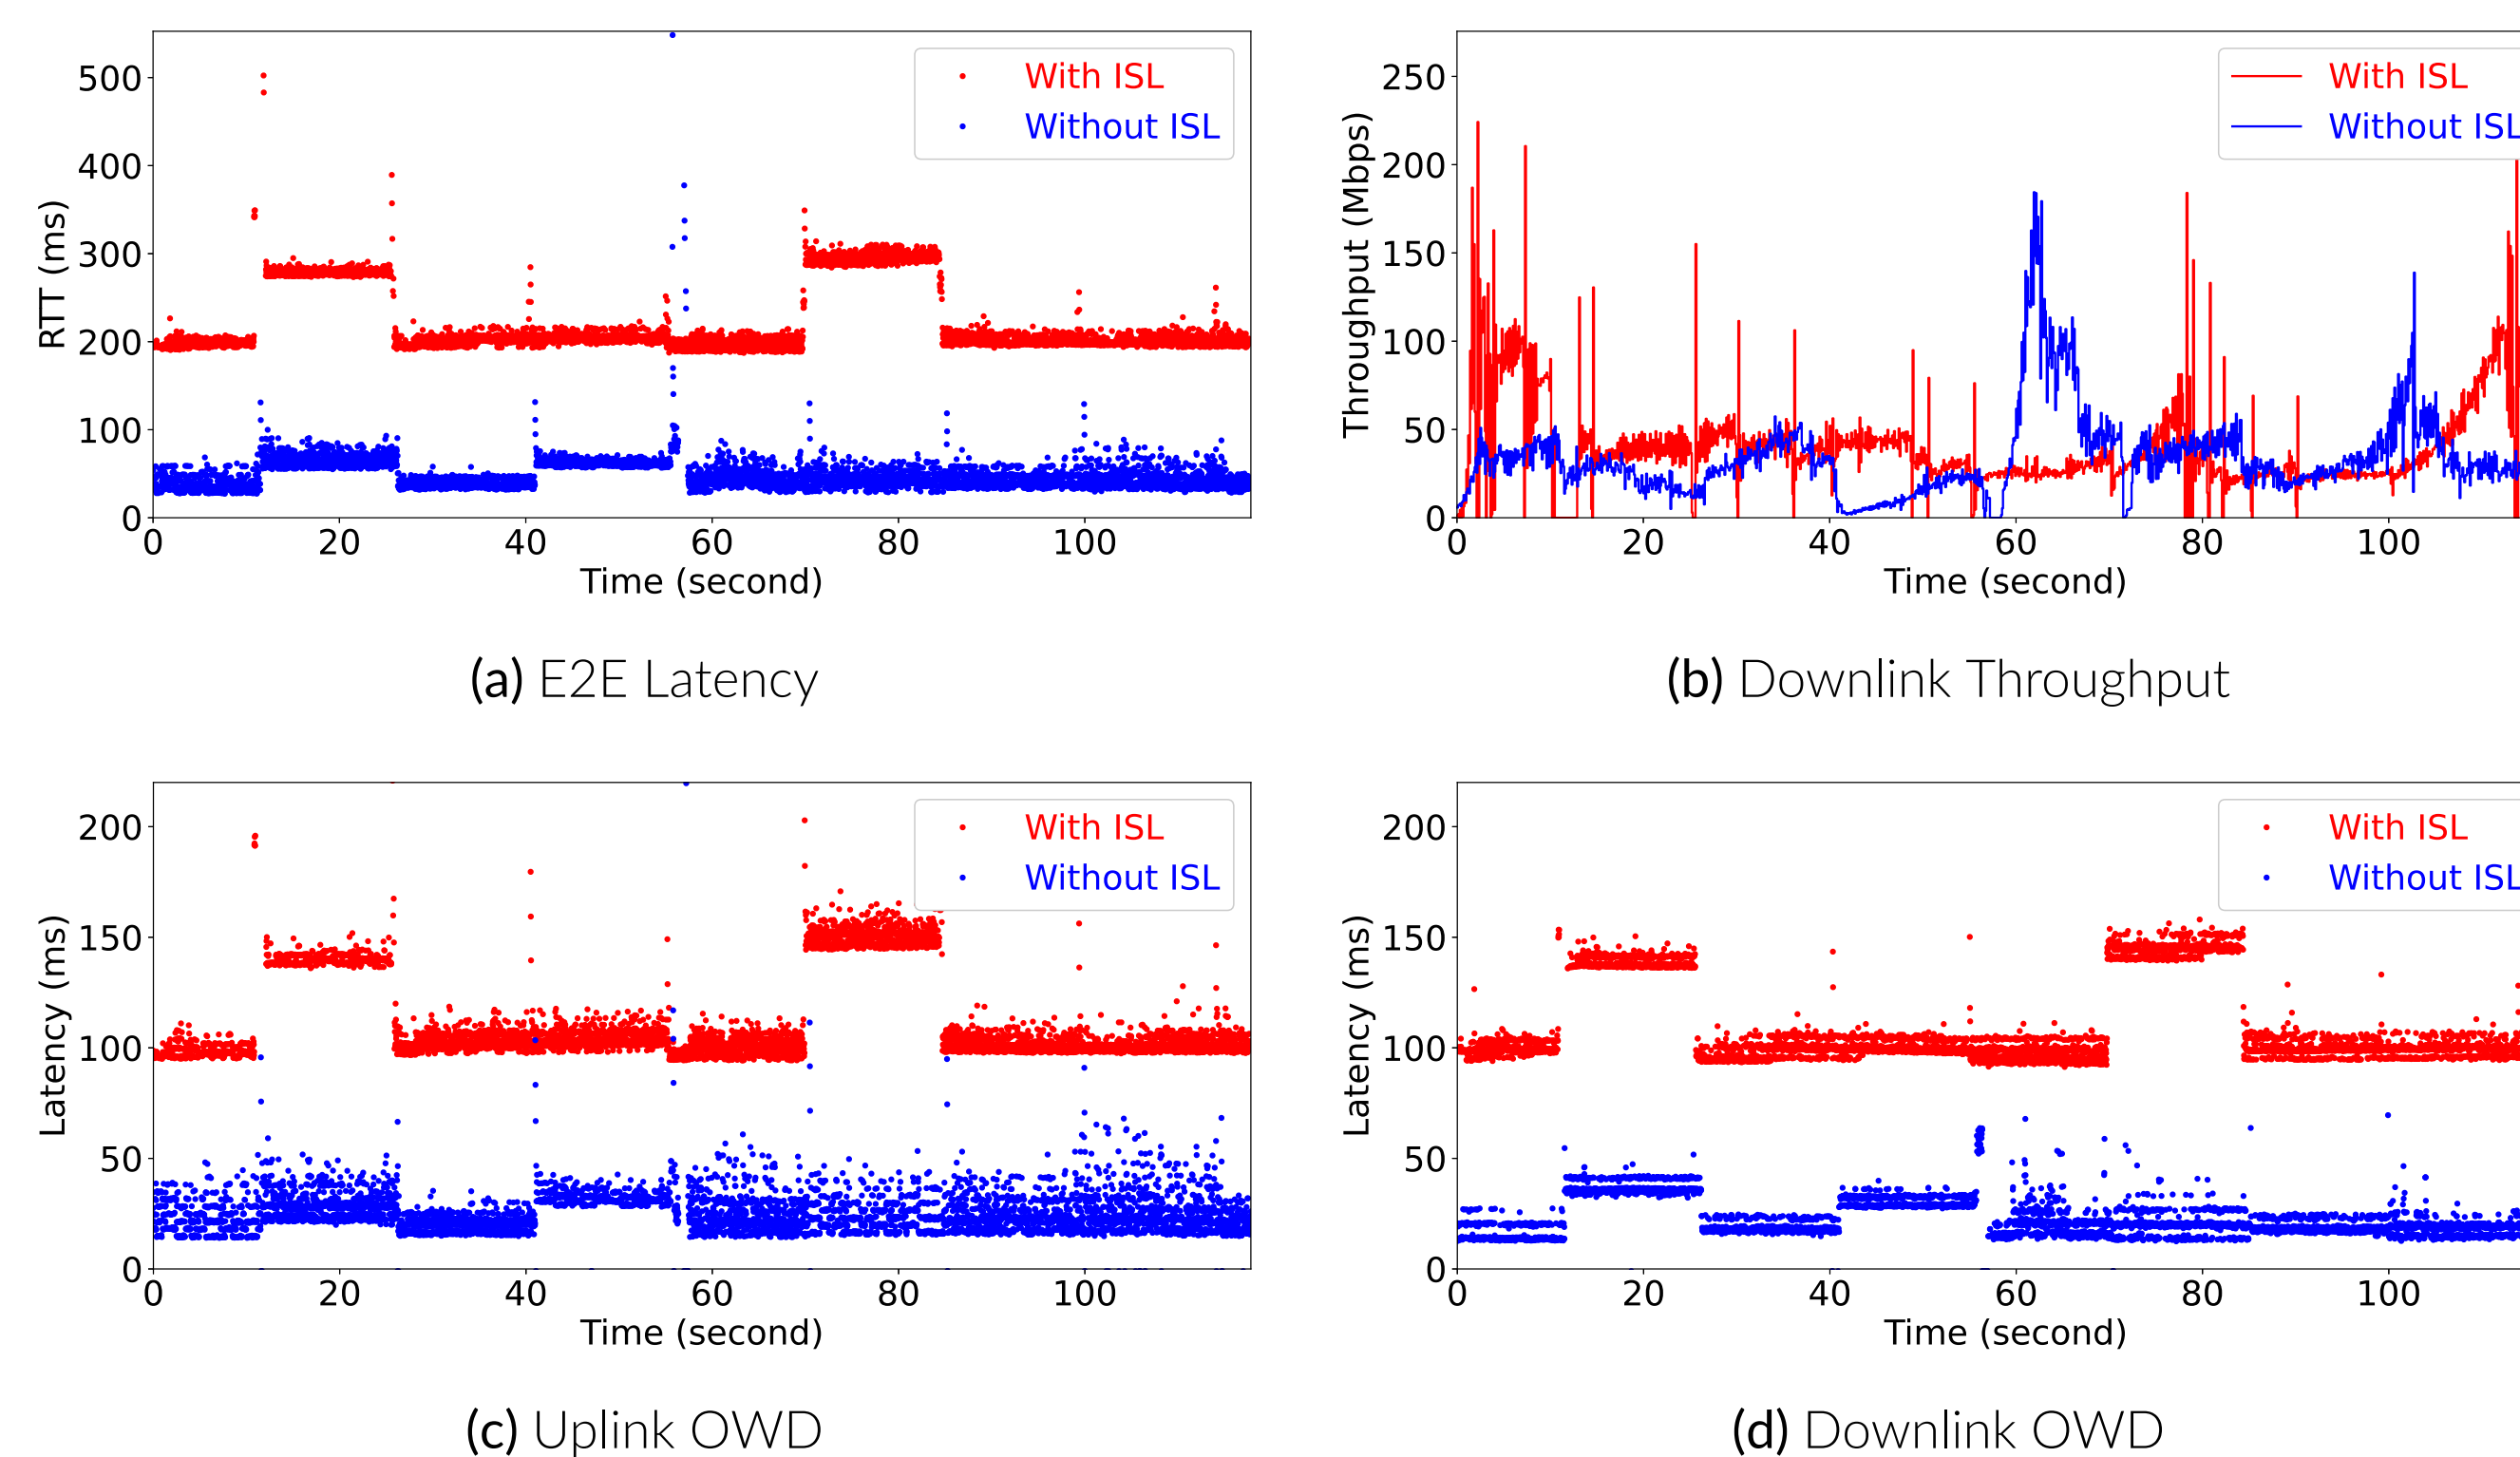 500
400
300
200
100
0
RTT (ms)
With ISL
Without ISL
0 20 40 60 80 100
Time (second)
(a) E2E Latency
250
200
150
100
50
0
Throughput (Mbps)
With ISL
Without ISL
0 20 40 60 80 100
Time (second)
(b) Downlink Throughput
200
150
100
50
0
Latency (ms)
With ISL
Without ISL
0 20 40 60 80 100
Time (second)
(c) Uplink OWD
200
150
100
50
0
Latency (ms)
With ISL
Without ISL
0 20 40 60 80 100
Time (second)
(d) Downlink OWD